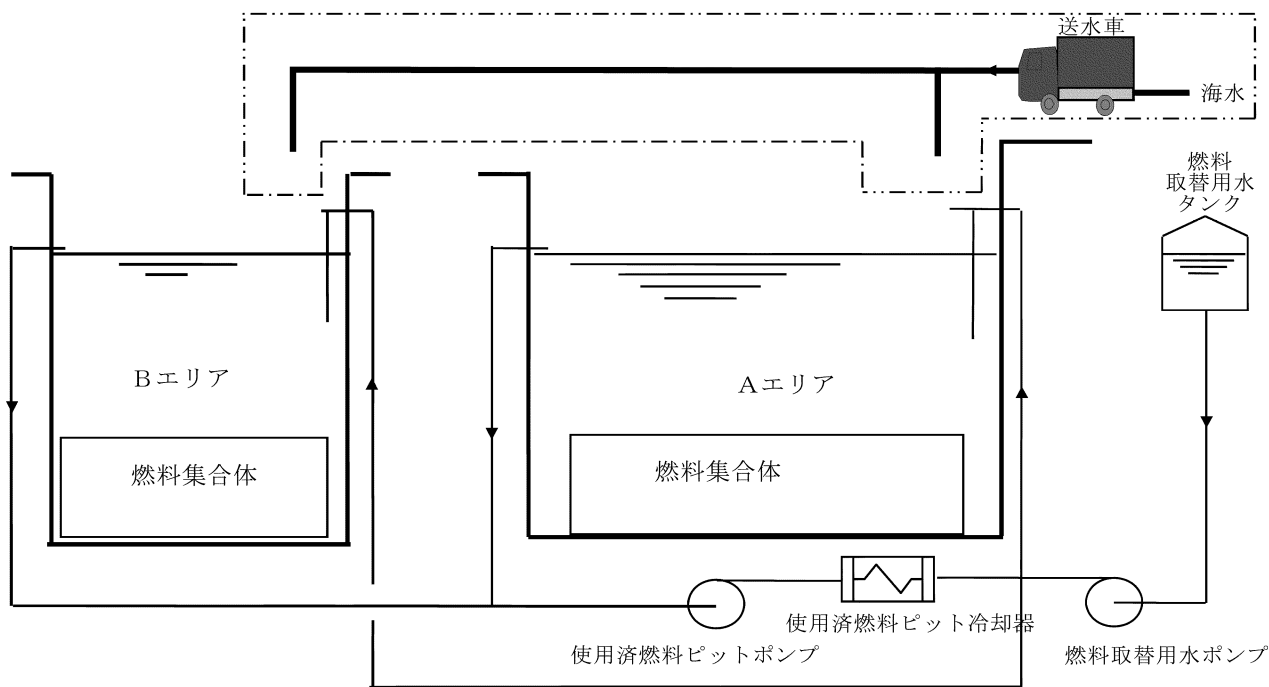 送水車
海水
燃料
取替用水
タンク
Bエリア
Aエリア
燃料集合体
燃料集合体
使用済燃料ピット冷却器
使用済燃料ピットポンプ
燃料取替用水ポンプ